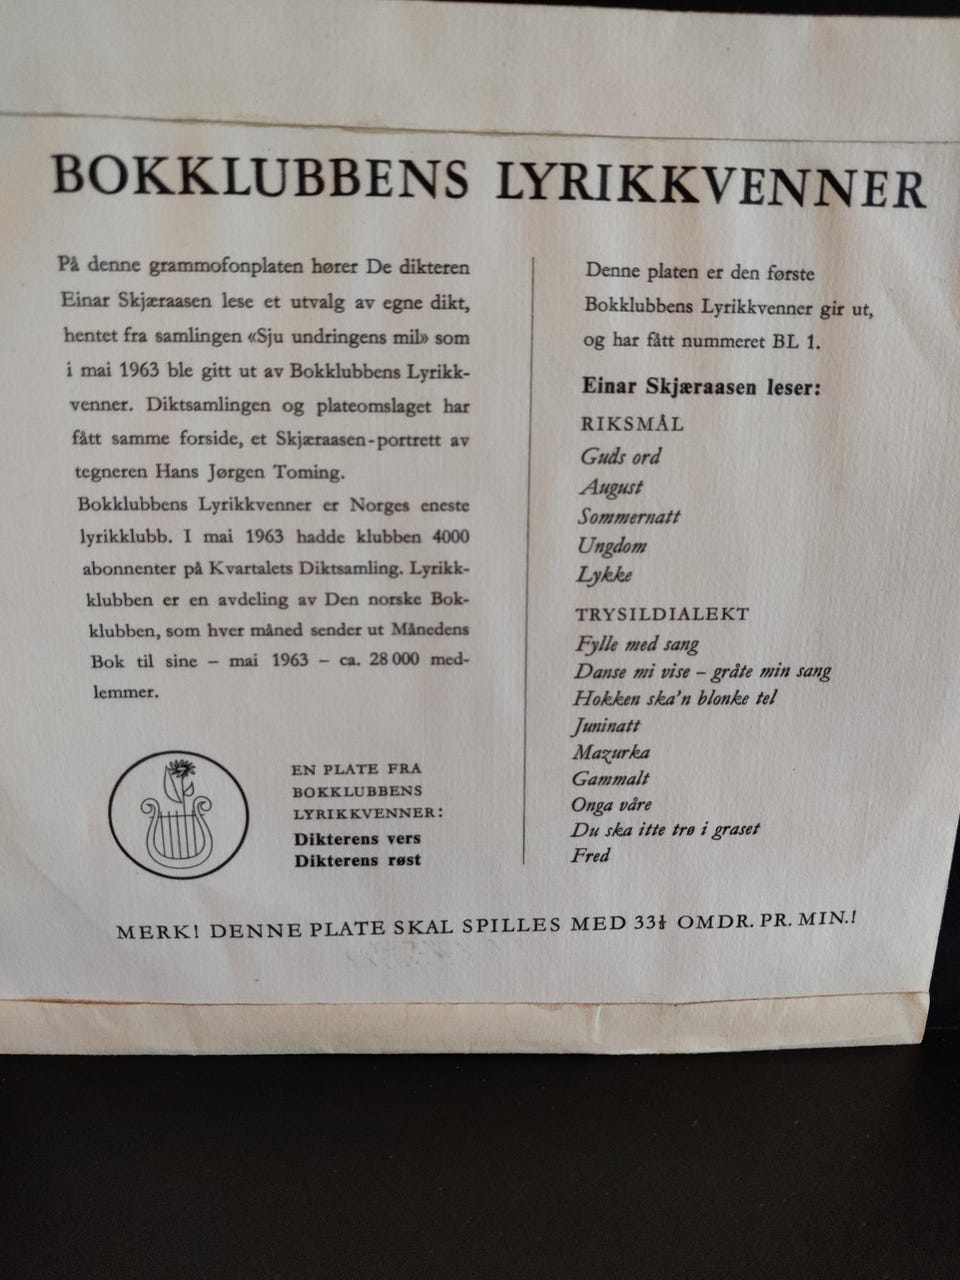 BOKKLUBBENS LYRIKKVENNER
På denne grammofonplaten hører De dikteren
Einar Skjæraasen lese et utvalg av egne dikt,
hentet fra samlingen «Sju undringens mil» som
i mai 1963 ble gitt ut av Bokklubbens Lyrikk-
venner. Diktsamlingen og plateomslaget har
fått samme forside, et Skjæraasen-portrett av
tegneren Hans Jørgen Toming.
Bokklubbens Lyrikkvenner er Norges eneste
lyrikklubb. I mai 1963 hadde klubben 4000
abonnenter på Kvartalets Diktsamling. Lyrikk-
klubben er en avdeling av Den norske Bok-
klubben, som hver måned sender ut Månedens
Bok til sine – mai 1963 – ca. 28 000 med-
lemmer.
EN PLATE FRA
BOKKLUBBENS
LYRIKKVENNER:
Dikterens vers
Dikterens røst
Denne platen er den første
Bokklubbens Lyrikkvenner gir ut,
og har fått nummeret BL 1.
Einar Skjæraasen leser:
RIKSMÅL
Guds ord
August
Sommernatt
Ungdom
Lykke
TRYSILDIALEKT
Fylle med sang
Danse mi vise – gråte min sang
Hokken ska'n blonke tel
Juninatt
Mazurka
Gammalt
Onga våre
Du ska itte trø i graset
Fred
MERK! DENNE PLATE SKAL SPILLES MED 33⅓ OMDR. PR. MIN.!